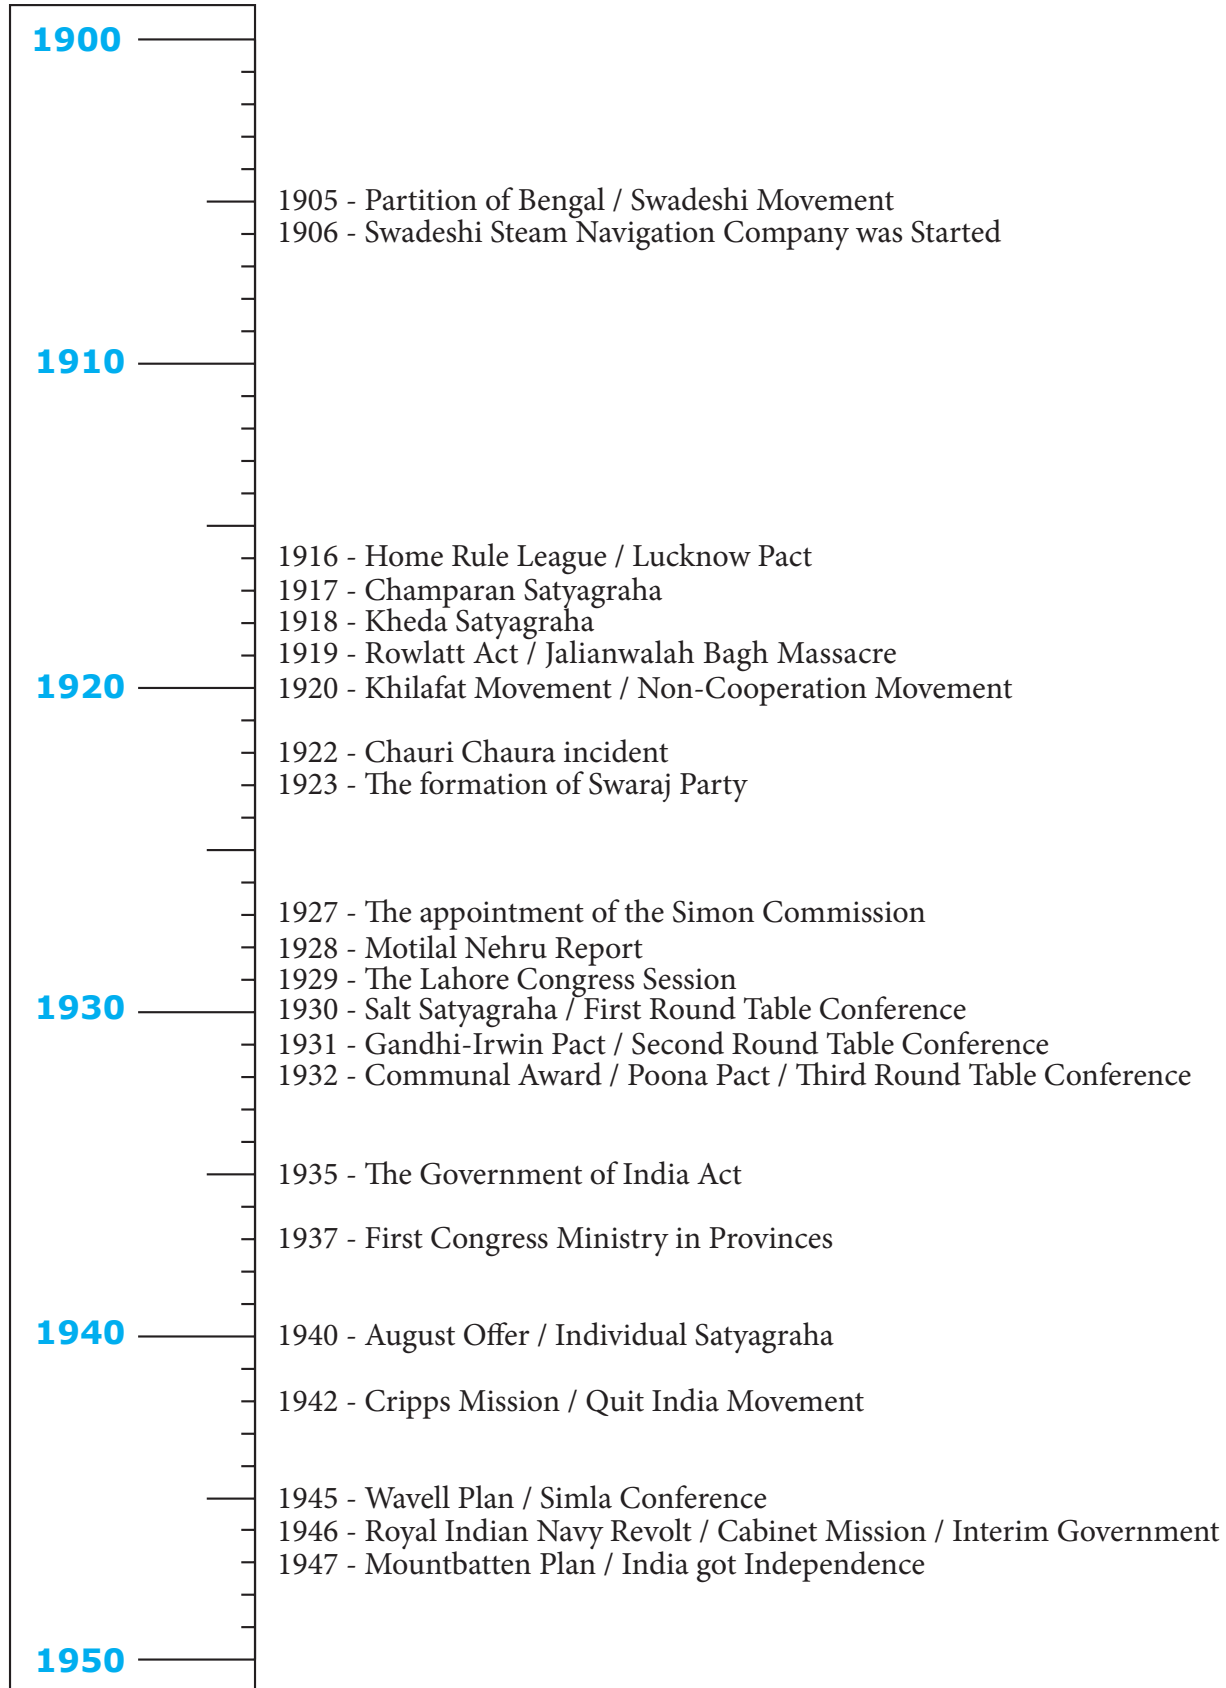 1900
1905 - Partition of Bengal / Swadeshi Movement
1906 - Swadeshi Steam Navigation Company was Started
1910
1916 - Home Rule League / Lucknow Pact
1917 - Champaran Satyagraha
1918 - Kheda Satyagraha
1919 - Rowlatt Act / Jalianwalah Bagh Massacre
1920
1920 - Khilafat Movement / Non-Cooperation Movement
1922 - Chauri Chaura incident
1923 - The formation of Swaraj Party
1927 - The appointment of the Simon Commission
1928 - Motilal Nehru Report
1929 - The Lahore Congress Session
1930
1930 - Salt Satyagraha / First Round Table Conference
1931 - Gandhi-Irwin Pact / Second Round Table Conference
1932 - Communal Award / Poona Pact / Third Round Table Conference
1935 - The Government of India Act
1937 - First Congress Ministry in Provinces
1940
1940 - August Offer / Individual Satyagraha
1942 - Cripps Mission / Quit India Movement
1945 - Wavell Plan / Simla Conference
1946 - Royal Indian Navy Revolt / Cabinet Mission / Interim Government
1947 - Mountbatten Plan / India got Independence
1950